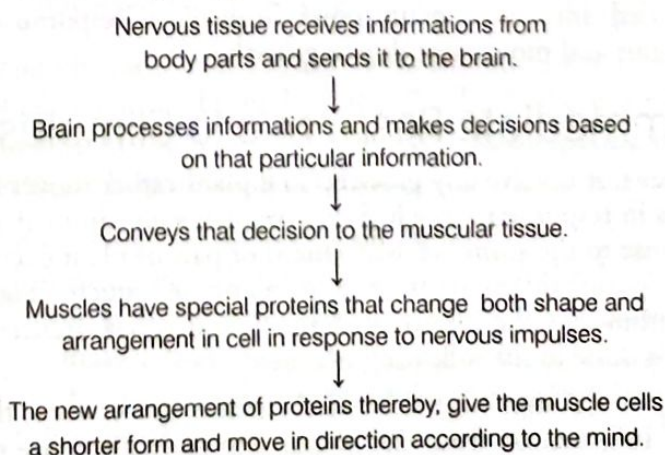 Nervous tissue receives informations from
body parts and sends it to the brain.
Brain processes informations and makes decisions based
on that particular information.
Conveys that decision to the muscular tissue.
Muscles have special proteins that change both shape and
arrangement in cell in response to nervous impulses.
The new arrangement of proteins thereby, give the muscle cells
a shorter form and move in direction according to the mind.